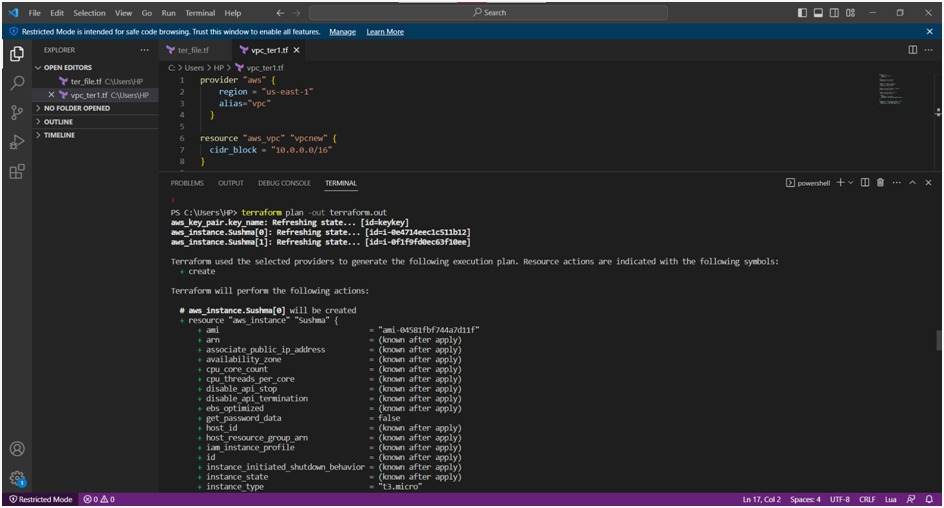 File Edit Selection View Go Run Terminal Help
Search
Restricted Mode is intended for safe code browsing. Trust this window to enable all features. Manage Learn More
EXPLORER
OPEN EDITORS
ter_file.tf C:\Users\HP
vpc_ter1.tf C:\Users\HP
NO FOLDER OPENED
OUTLINE
TIMELINE
ter_file.tf
vpc_ter1.tf
C: > Users > HP > vpc_ter1.tf
1 provider "aws" {
2 region = "us-east-1"
3 alias="vpc"
4 }
5
6 resource "aws_vpc" "vpcnew" {
7 cidr_block = "10.0.0.0/16"
8 }
PROBLEMS OUTPUT DEBUG CONSOLE TERMINAL
powershell
PS C:\Users\HP> terraform plan -out terraform.out
aws_key_pair.key_name: Refreshing state... [id=keykey]
aws_instance.Sushma[0]: Refreshing state... [id=i-0e4714eec1c511b12]
aws_instance.Sushma[1]: Refreshing state... [id=i-0f1f9fd0ec63f10ee]
Terraform used the selected providers to generate the following execution plan. Resource actions are indicated with the following symbols:
+ create
Terraform will perform the following actions:
# aws_instance.Sushma[0] will be created
+ resource "aws_instance" "Sushma" {
+ ami = "ami-04581fbf744a7d11f"
+ arn = (known after apply)
+ associate_public_ip_address = (known after apply)
+ availability_zone = (known after apply)
+ cpu_core_count = (known after apply)
+ cpu_threads_per_core = (known after apply)
+ disable_api_stop = (known after apply)
+ disable_api_termination = (known after apply)
+ ebs_optimized = (known after apply)
+ get_password_data = false
+ host_id = (known after apply)
+ host_resource_group_arn = (known after apply)
+ iam_instance_profile = (known after apply)
+ id = (known after apply)
+ instance_initiated_shutdown_behavior = (known after apply)
+ instance_state = (known after apply)
+ instance_type = "t3.micro"
1
Restricted Mode 0 0 Ln 17, Col 2 Spaces: 4 UTF-8 CRLF Lua